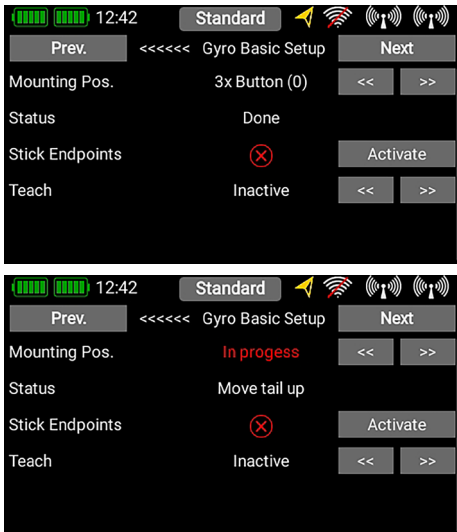 12:42 Standard
Prev. <<<<<< Gyro Basic Setup Next
Mounting Pos. 3x Button (0) << >>
Status Done
Stick Endpoints Activate
Teach Inactive << >>
12:42 Standard
Prev. <<<<<< Gyro Basic Setup Next
Mounting Pos. In progess << >>
Status Move tail up
Stick Endpoints Activate
Teach Inactive << >>